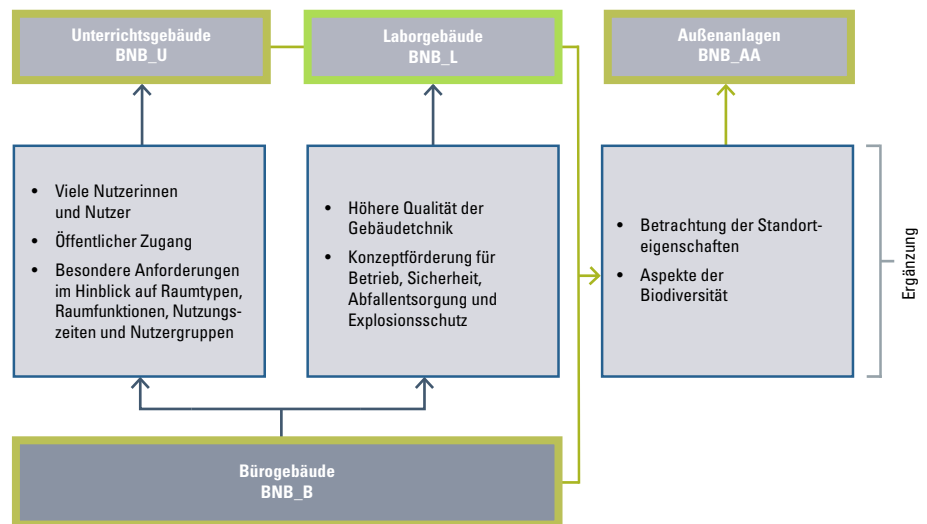 Unterrichtsgebäude
BNB_U
Laborgebäude
BNB_L
Außenanlagen
BNB_AA
• Viele Nutzerinnen
und Nutzer
• Öffentlicher Zugang
• Besondere Anforderungen
im Hinblick auf Raumtypen,
Raumfunktionen, Nutzungs-
zeiten und Nutzergruppen
• Höhere Qualität der
Gebäudetchnik
• Konzeptförderung für
Betrieb, Sicherheit,
Abfallentsorgung und
Explosionsschutz
• Betrachtung der Standort-
eigenschaften
• Aspekte der
Biodiversität
Ergänzung
Bürogebäude
BNB_B